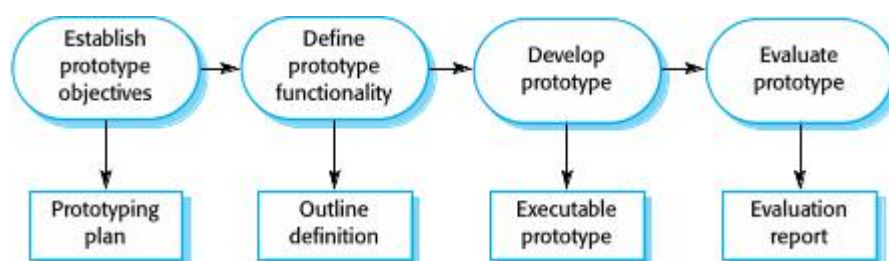 Establish
prototype
objectives
Define
prototype
functionality
Develop
prototype
Evaluate
prototype
Prototyping
plan
Outline
definition
Executable
prototype
Evaluation
report